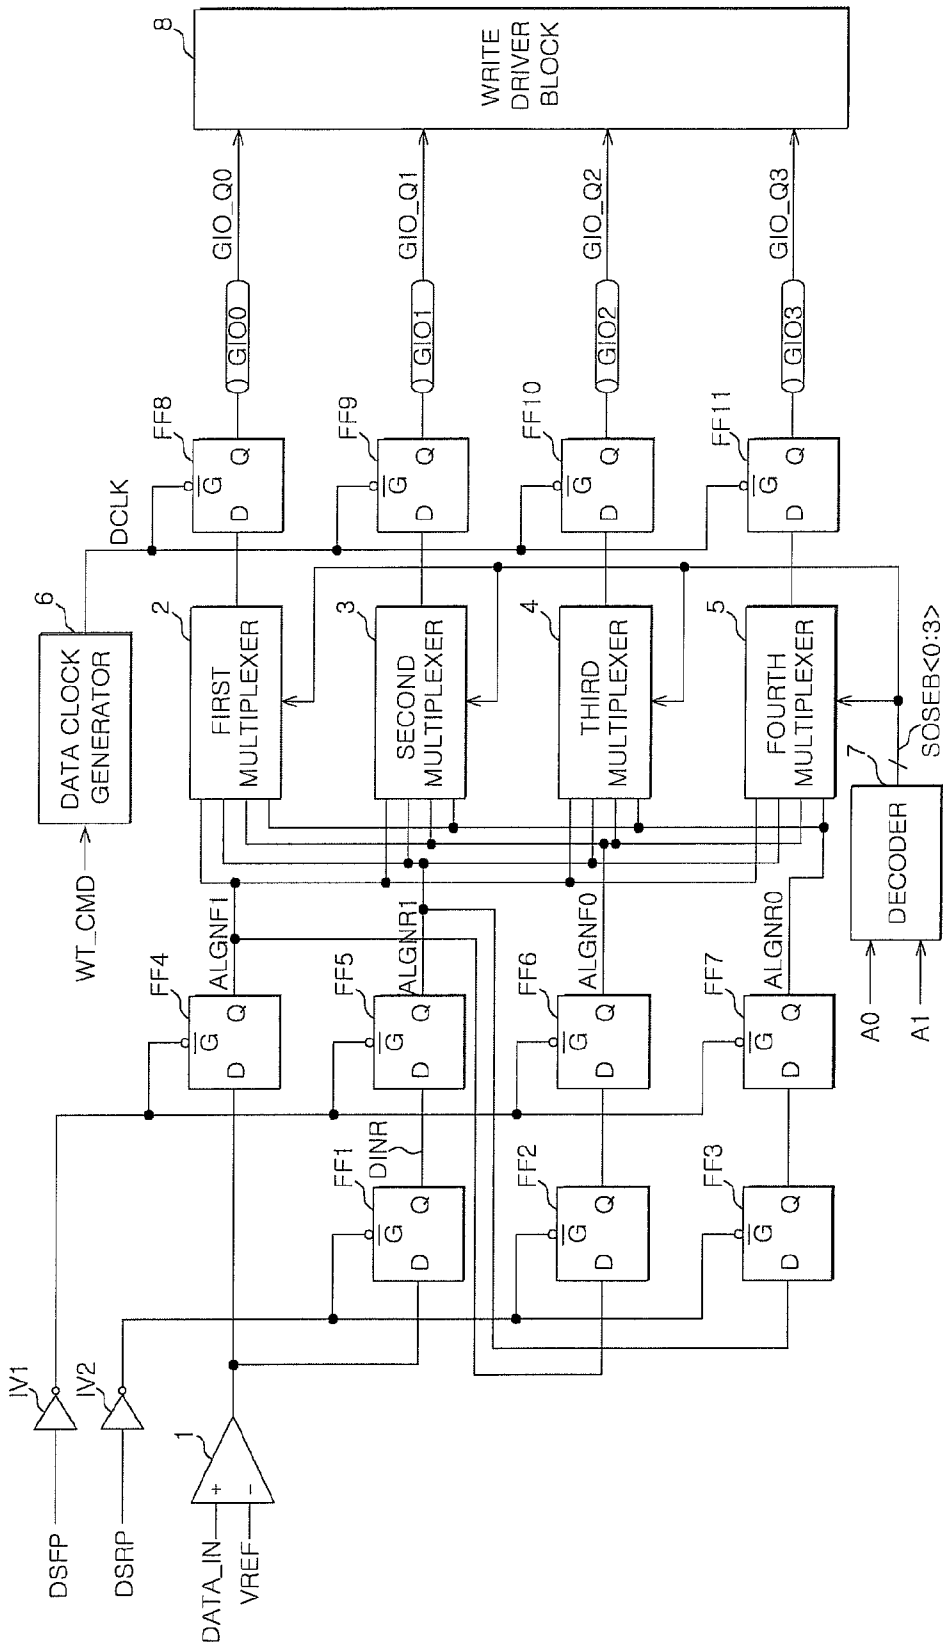 DSFP
IV1
DSRP
IV2
DATA_IN
VREF
+
-
1
FF1
D
G
Q
DINR
FF2
D
G
Q
FF3
D
G
Q
FF4
D
G
Q
ALGNF1
FF5
D
G
Q
ALGNR1
FF6
D
G
Q
ALGNF0
FF7
D
G
Q
ALGNR0
WT_CMD
DATA CLOCK
GENERATOR
6
DCLK
FIRST
MULTIPLEXER
2
SECOND
MULTIPLEXER
3
THIRD
MULTIPLEXER
4
FOURTH
MULTIPLEXER
5
A0
A1
DECODER
7
SOSEB<0:3>
FF8
D
G
Q
GIO0
GIO_Q0
FF9
D
G
Q
GIO1
GIO_Q1
FF10
D
G
Q
GIO2
GIO_Q2
FF11
D
G
Q
GIO3
GIO_Q3
WRITE
DRIVER
BLOCK
8